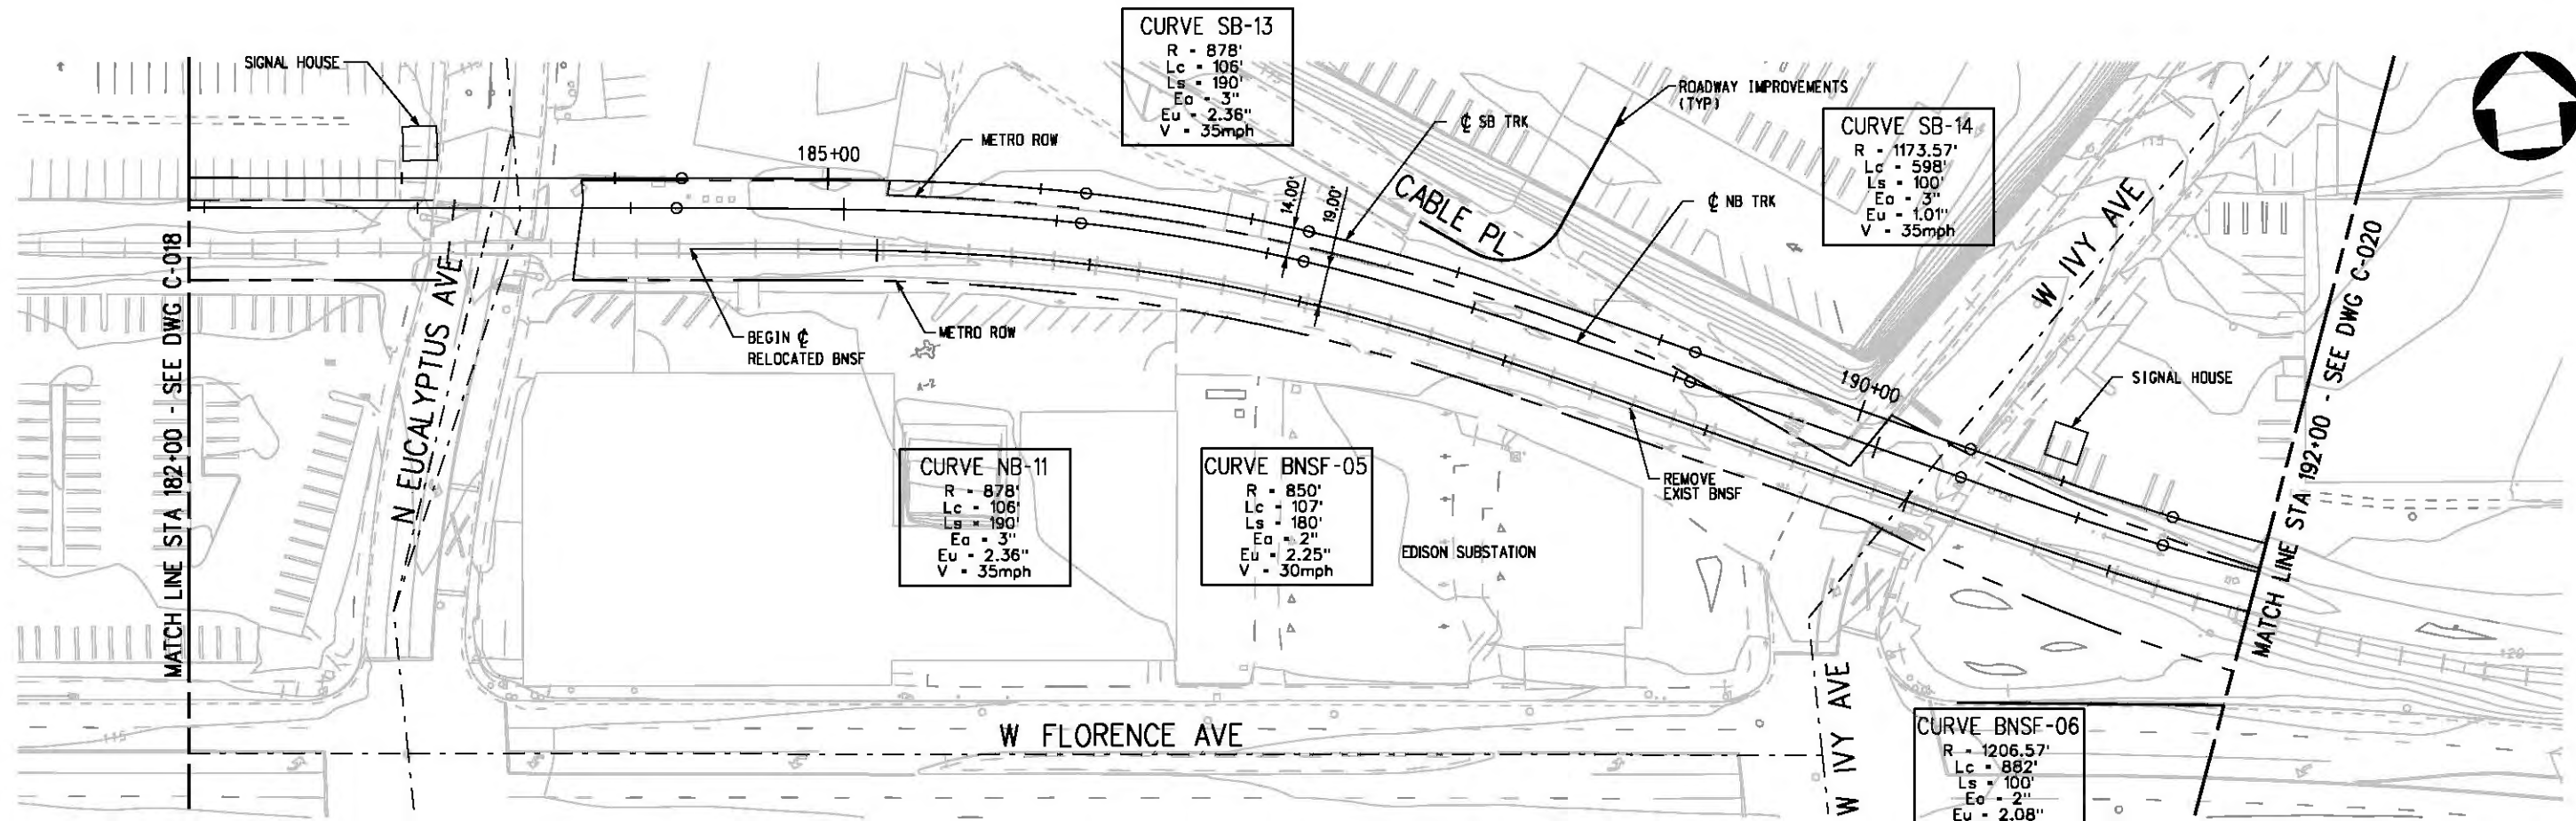 CURVE SB-13
R - 878'
Lc - 106'
Ls - 190'
Ea - 3"
Eu - 2.36"
V - 35mph
SIGNAL HOUSE
METRO ROW
185+00
℄ SB TRK
ROADWAY IMPROVEMENTS
(TYP)
CURVE SB-14
R - 1173.57'
Lc - 598'
Ls - 100'
Ea - 3"
Eu - 1.01"
V - 35mph
14.00'
19.00'
CABLE PL
℄ NB TRK
W IVY AVE
MATCH LINE STA 182+00 - SEE DWG C-018
N EUCALYPTUS AVE
BEGIN ℄
RELOCATED BNSF
METRO ROW
A-2
190+00
SIGNAL HOUSE
MATCH LINE STA 192+00 - SEE DWG C-020
CURVE NB-11
R - 878'
Lc - 106'
Ls - 190'
Ea - 3"
Eu - 2.36"
V - 35mph
CURVE BNSF-05
R - 850'
Lc - 107'
Ls - 180'
Ea - 2"
Eu - 2.25"
V - 30mph
EDISON SUBSTATION
REMOVE
EXIST BNSF
120
115
W FLORENCE AVE
W IVY AVE
CURVE BNSF-06
R - 1206.57'
Lc - 882'
Ls - 100'
Ea - 2"
Eu - 2.08"